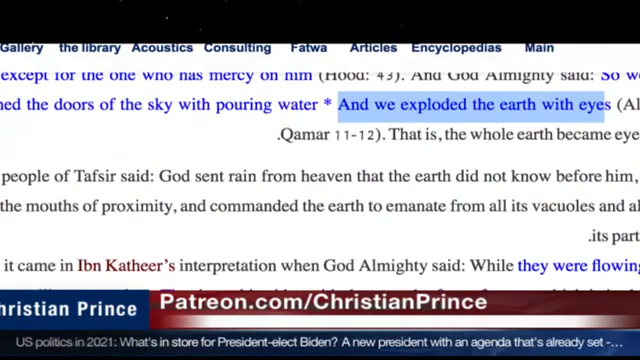 Gallery the library Acoustics Consulting Fatwa Articles Encyclopedias Main
except for the one who has mercy on him (Hood: 43). And God Almighty said: So w
ned the doors of the sky with pouring water * And we exploded the earth with eyes (Al
.Qamar 11-12). That is, the whole earth became eye
people of Tafsir said: God sent rain from heaven that the earth did not know before him,
the mouths of proximity, and commanded the earth to emanate from all its vacuoles and al
.its part
it came in Ibn Katheer's interpretation when God Almighty said: While they were flowing
Christian Prince
Patreon.com/ChristianPrince
US politics in 2021: What's in store for President-elect Biden? A new president with an agenda that's already set -...